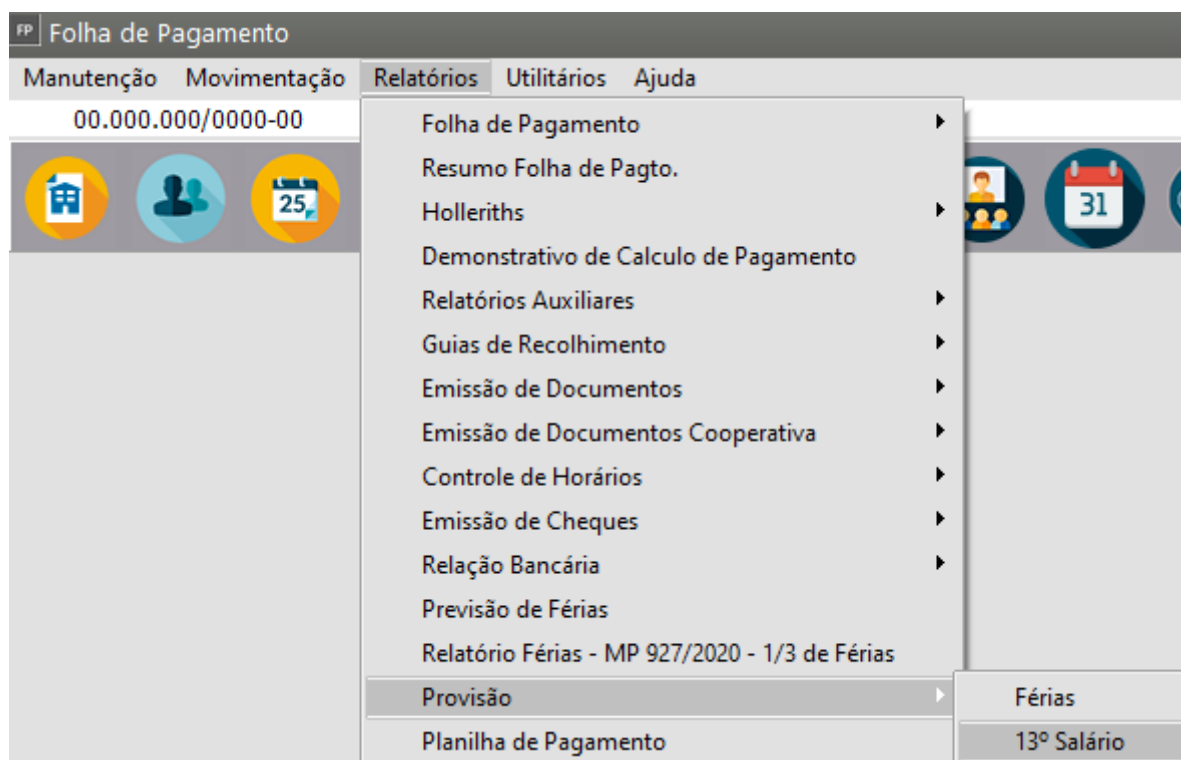 FP Folha de Pagamento
Manutenção Movimentação Relatórios Utilitários Ajuda
00.000.000/0000-00
25
31
Folha de Pagamento
Resumo Folha de Pagto.
Holleriths
Demonstrativo de Calculo de Pagamento
Relatórios Auxiliares
Guias de Recolhimento
Emissão de Documentos
Emissão de Documentos Cooperativa
Controle de Horários
Emissão de Cheques
Relação Bancária
Previsão de Férias
Relatório Férias - MP 927/2020 - 1/3 de Férias
Provisão
Planilha de Pagamento
Férias
13º Salário